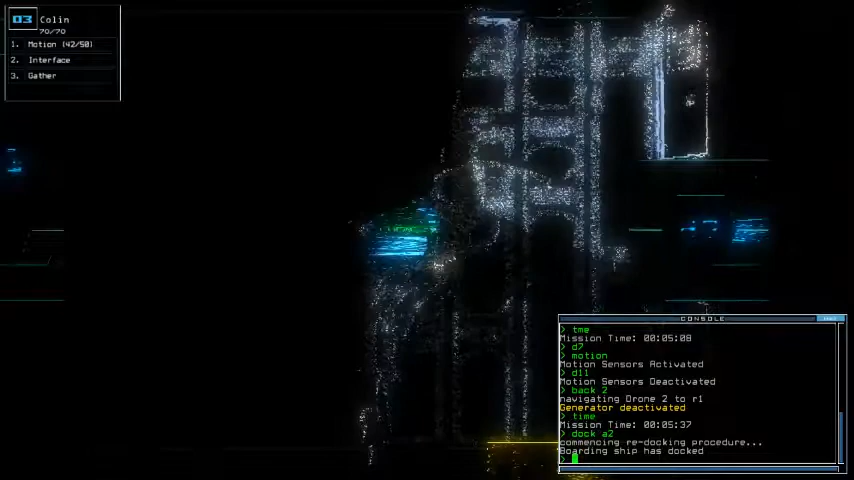 03 Colin
70/70
1. Motion (42/50)
2. Interface
3. Gather
CONSOLE
> tme
Mission Time: 00:05:08
> d7
> motion
Motion Sensors Activated
> d11
Motion Sensors Deactivated
> back 2
navigating Drone 2 to r1
Generator deactivated
> time
Mission Time: 00:05:37
> dock a2
commencing re-docking procedure...
Boarding ship has docked
>